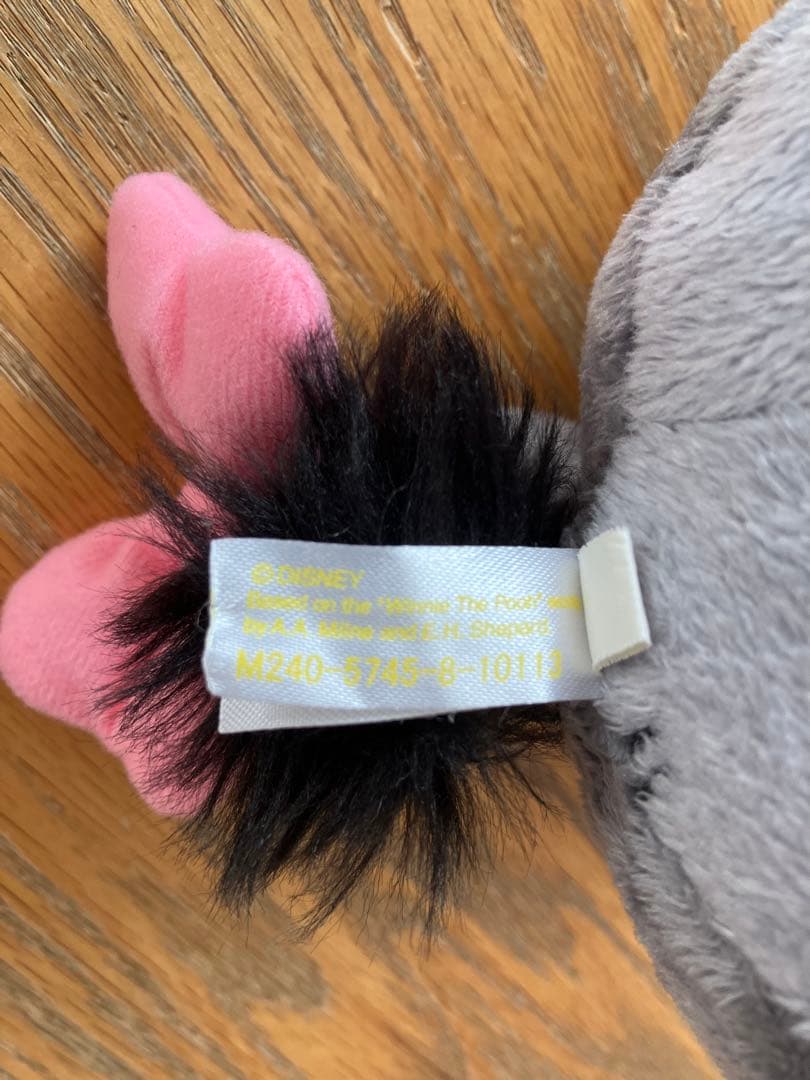 © DISNEY
Based on the "Winnie The Pooh" works
by A.A. Milne and E.H. Shepard.
M240-5745-8-10113